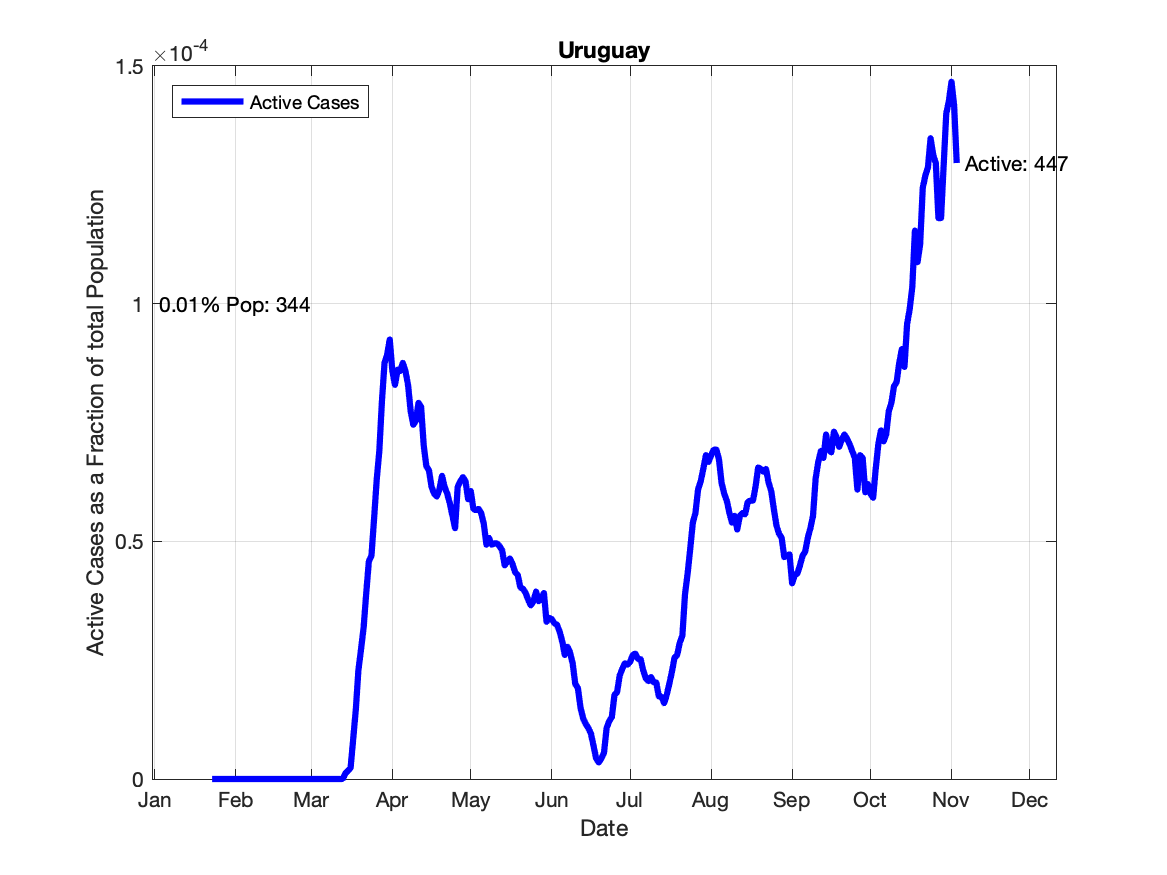 Uruguay
×10⁻⁴
1.5
1
0.5
0
Active Cases
Active: 447
0.01% Pop: 344
Active Cases as a Fraction of total Population
Jan Feb Mar Apr May Jun Jul Aug Sep Oct Nov Dec
Date